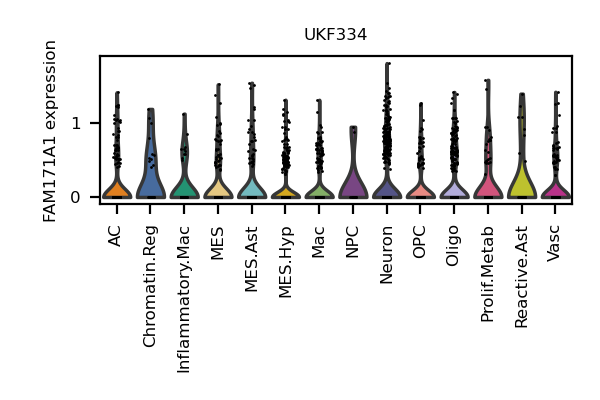 UKF334
FAM171A1 expression
1
0
AC
Chromatin.Reg
Inflammatory.Mac
MES
MES.Ast
MES.Hyp
Mac
NPC
Neuron
OPC
Oligo
Prolif.Metab
Reactive.Ast
Vasc